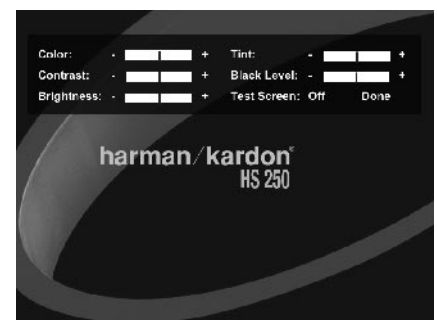 Color: - + Tint: - +
Contrast: - + Black Level: - +
Brightness: - + Test Screen: Off Done
harman/kardon®
HS 250